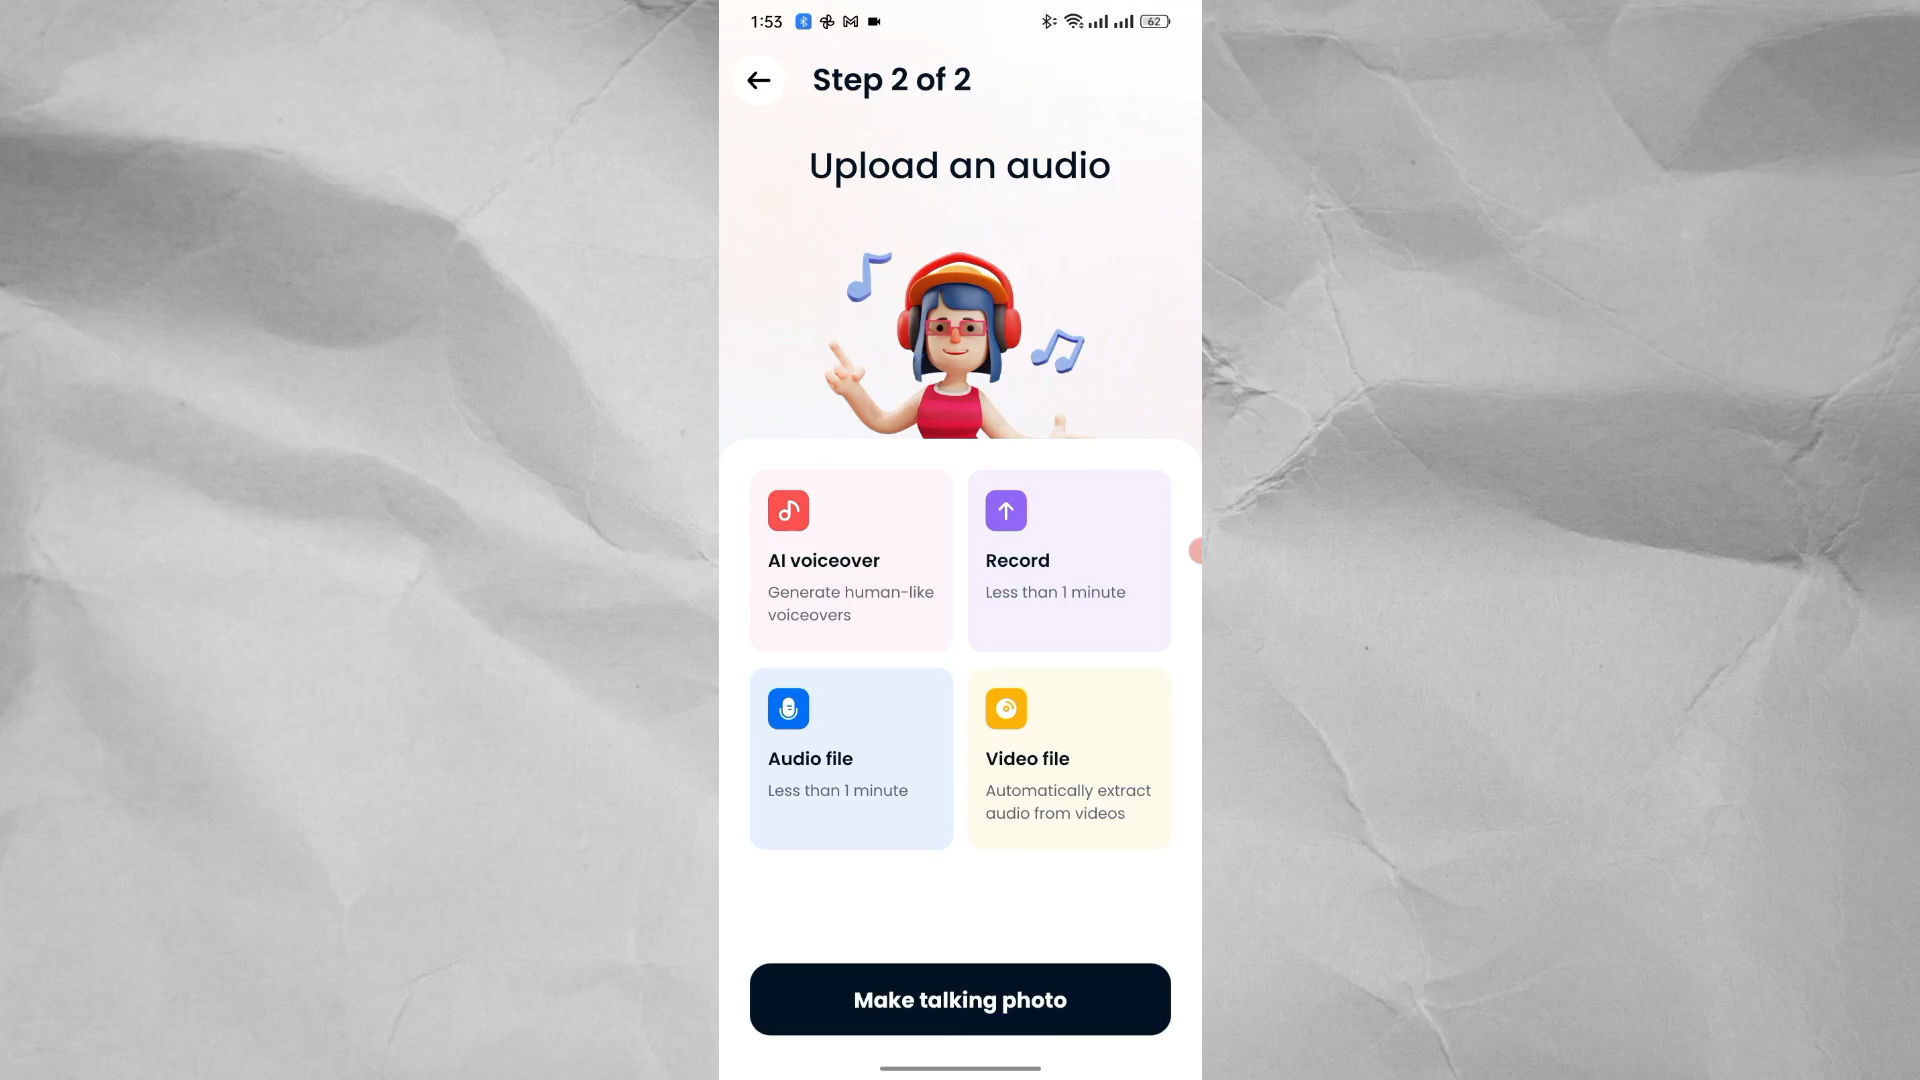 1:53
62
Step 2 of 2
Upload an audio
AI voiceover
Generate human-like
voiceovers
Record
Less than 1 minute
Audio file
Less than 1 minute
Video file
Automatically extract
audio from videos
Make talking photo